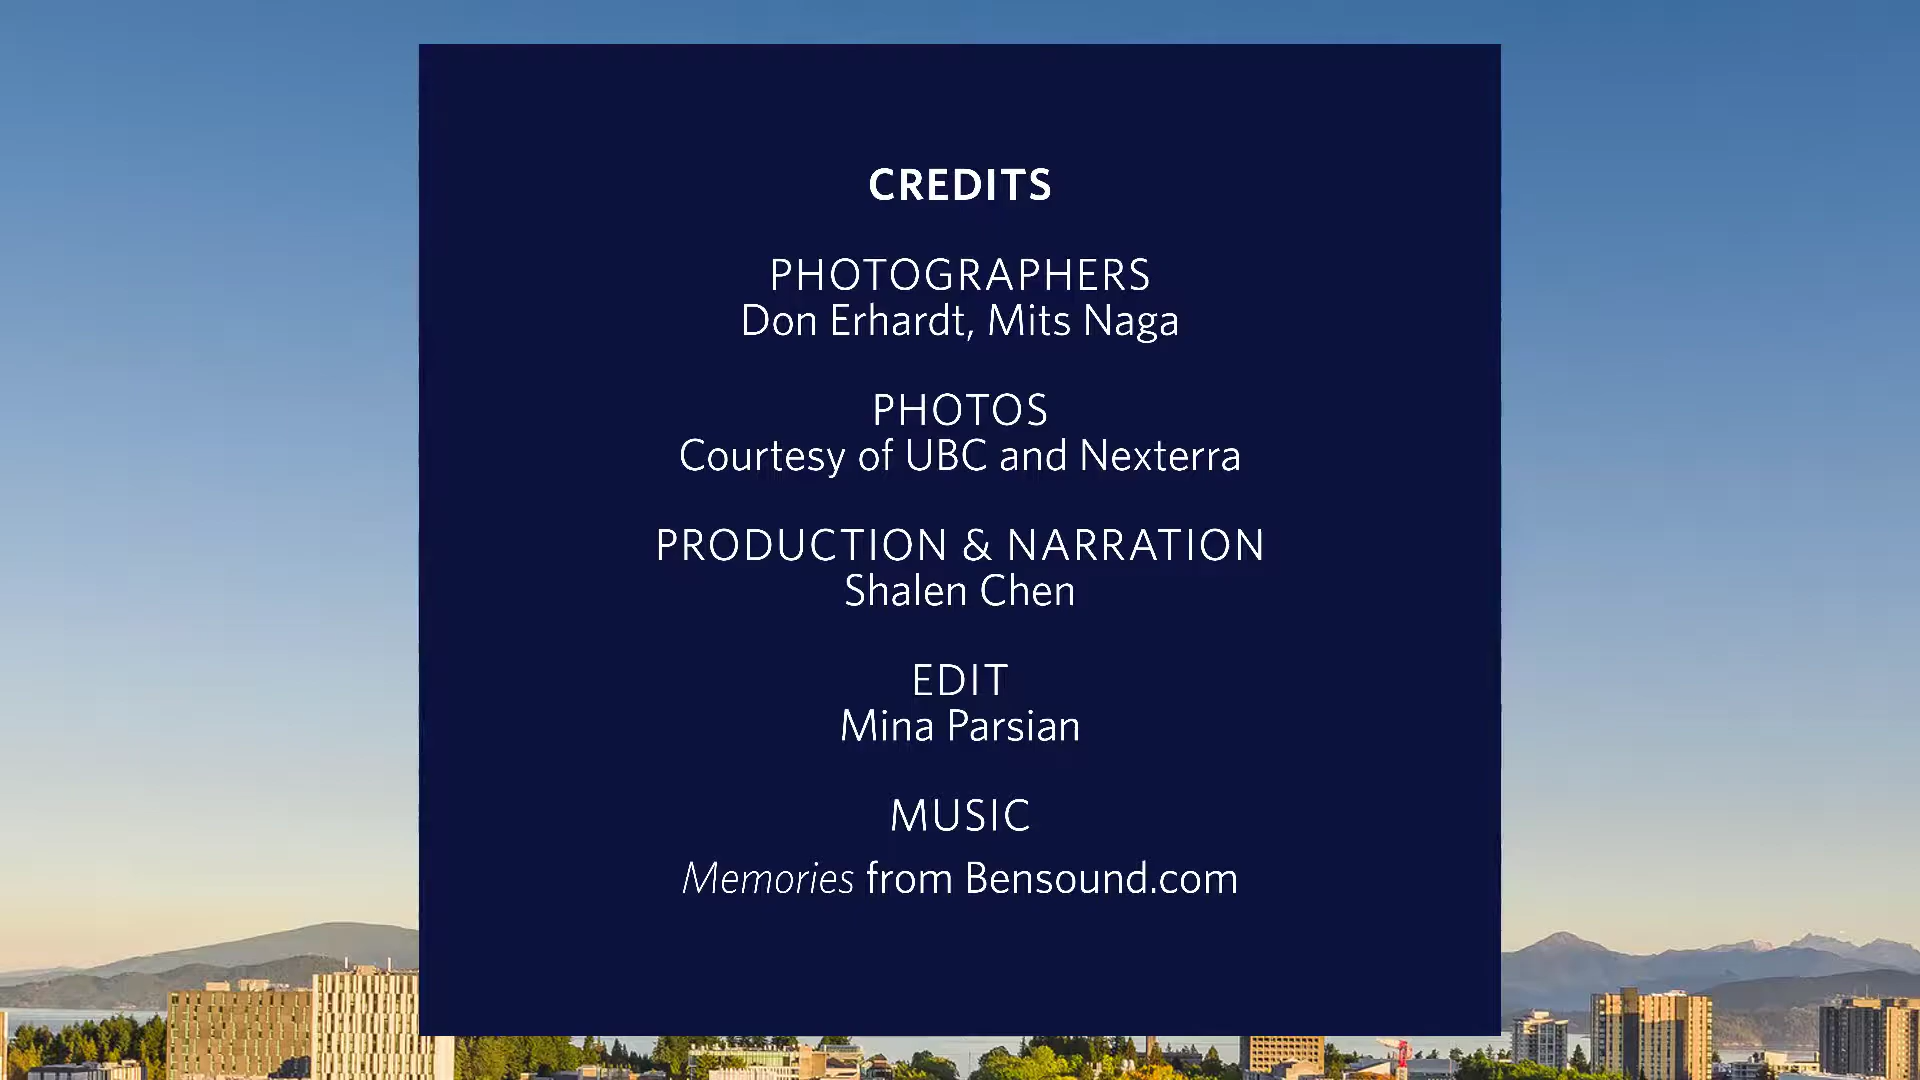 CREDITS
PHOTOGRAPHERS
Don Erhardt, Mits Naga
PHOTOS
Courtesy of UBC and Nexterra
PRODUCTION & NARRATION
Shalen Chen
EDIT
Mina Parsian
MUSIC
Memories from Bensound.com